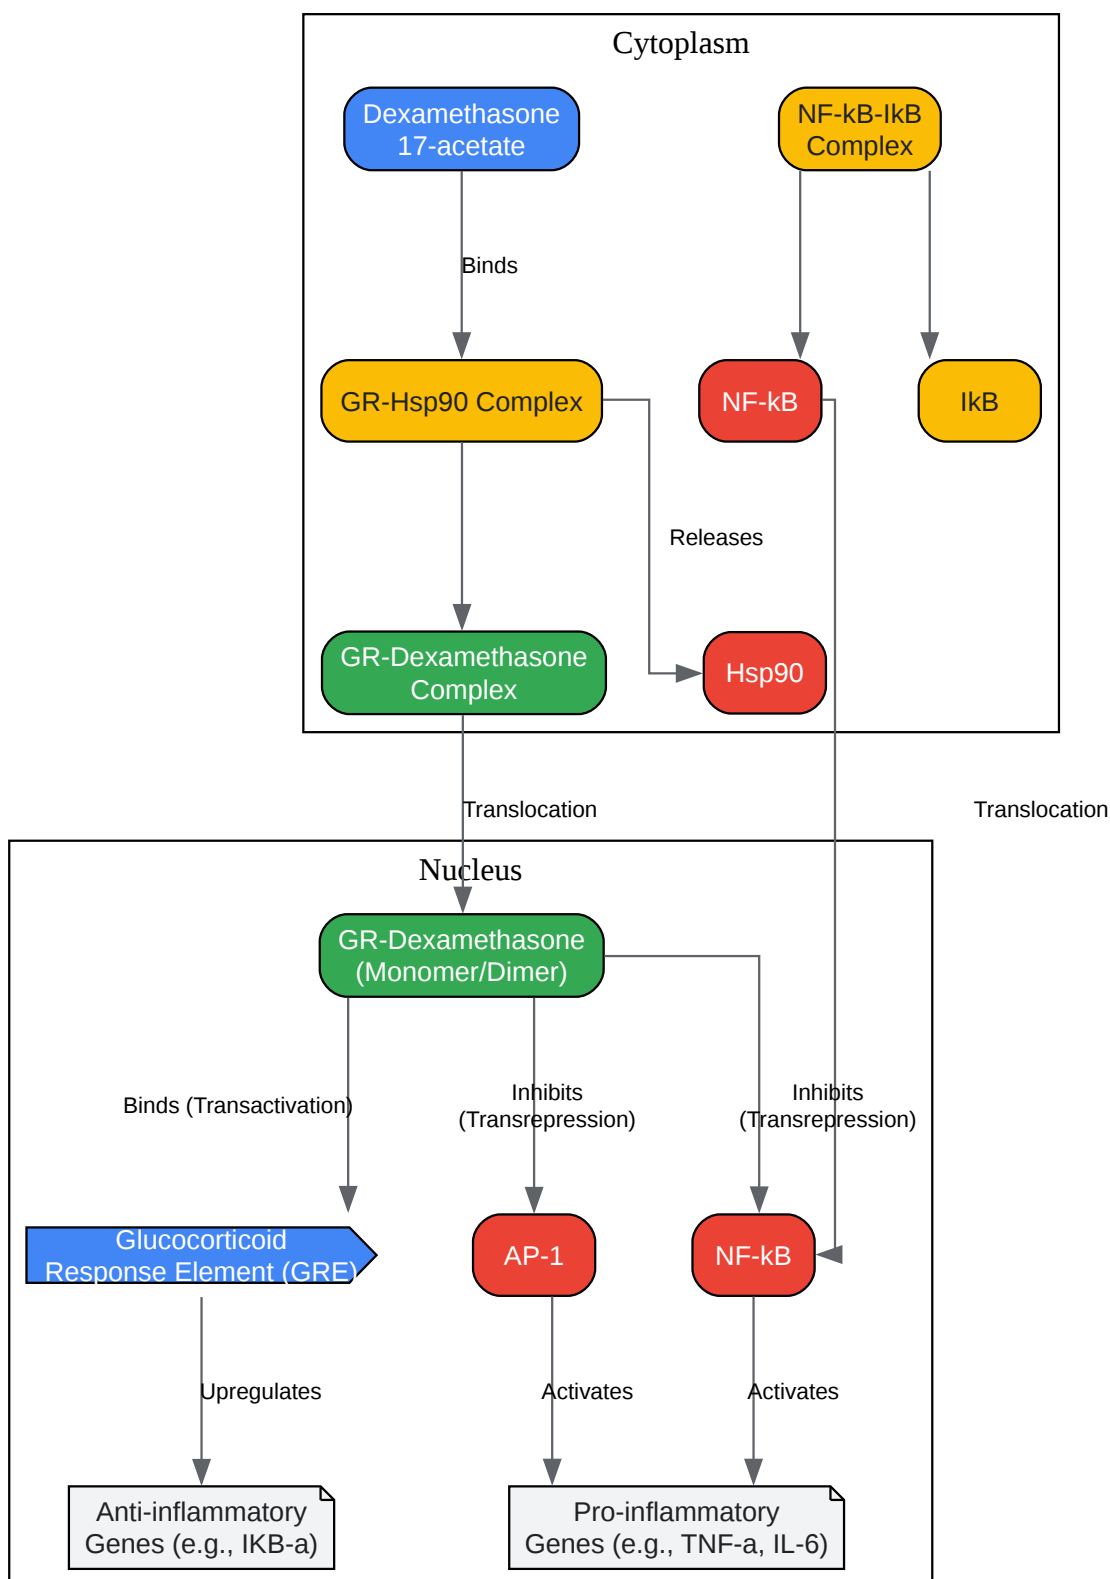 Cytoplasm
Dexamethasone
17-acetate
NF-kB-IkB
Complex
Binds
GR-Hsp90 Complex
NF-kB
IkB
Releases
GR-Dexamethasone
Complex
Hsp90
Translocation
Translocation
Nucleus
GR-Dexamethasone
(Monomer/Dimer)
Binds (Transactivation)
Inhibits
(Transrepression)
Inhibits
(Transrepression)
Glucocorticoid
Response Element (GRE)
AP-1
NF-kB
Upregulates
Activates
Activates
Anti-inflammatory
Genes (e.g., IKB-a)
Pro-inflammatory
Genes (e.g., TNF-a, IL-6)